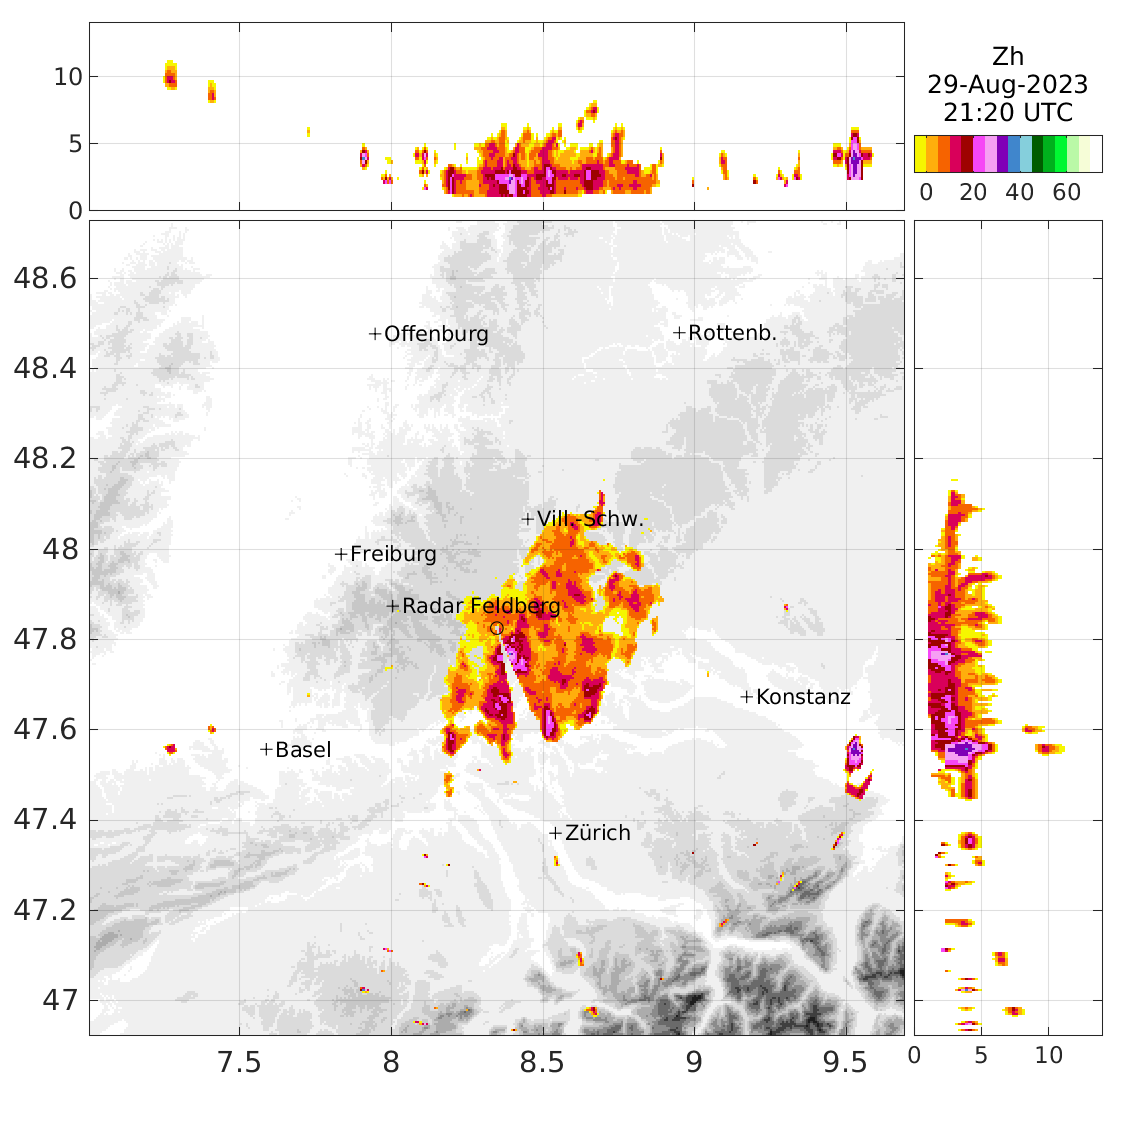 Zh
29-Aug-2023
21:20 UTC
10
5
0
0 20 40 60
48.6
48.4
48.2
48
47.8
47.6
47.4
47.2
47
+Offenburg
+Rottenb.
+Vill.-Schw.
+Freiburg
+Radar Feldberg
+Konstanz
+Basel
+Zürich
7.5 8 8.5 9 9.5
0 5 10